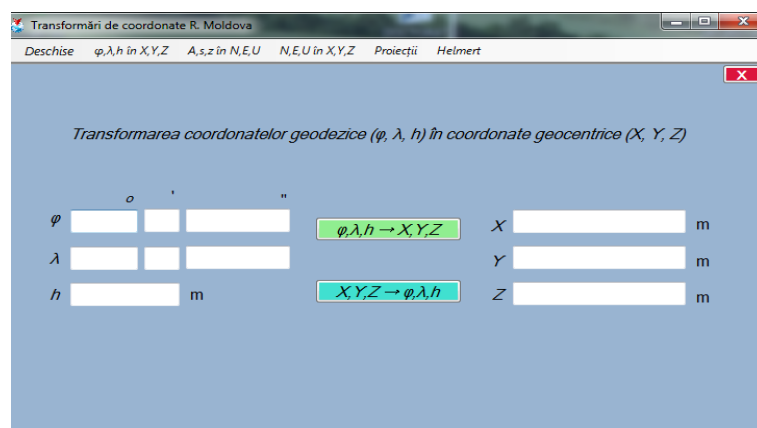 Transformări de coordonate R. Moldova
Deschise φ,λ,h în X,Y,Z A,s,z în N,E,U N,E,U în X,Y,Z Proiecții Helmert
X
Transformarea coordonatelor geodezice (φ, λ, h) în coordonate geocentrice (X, Y, Z)
o ' "
φ φ,λ,h → X,Y,Z X m
λ Y m
h m X,Y,Z → φ,λ,h Z m